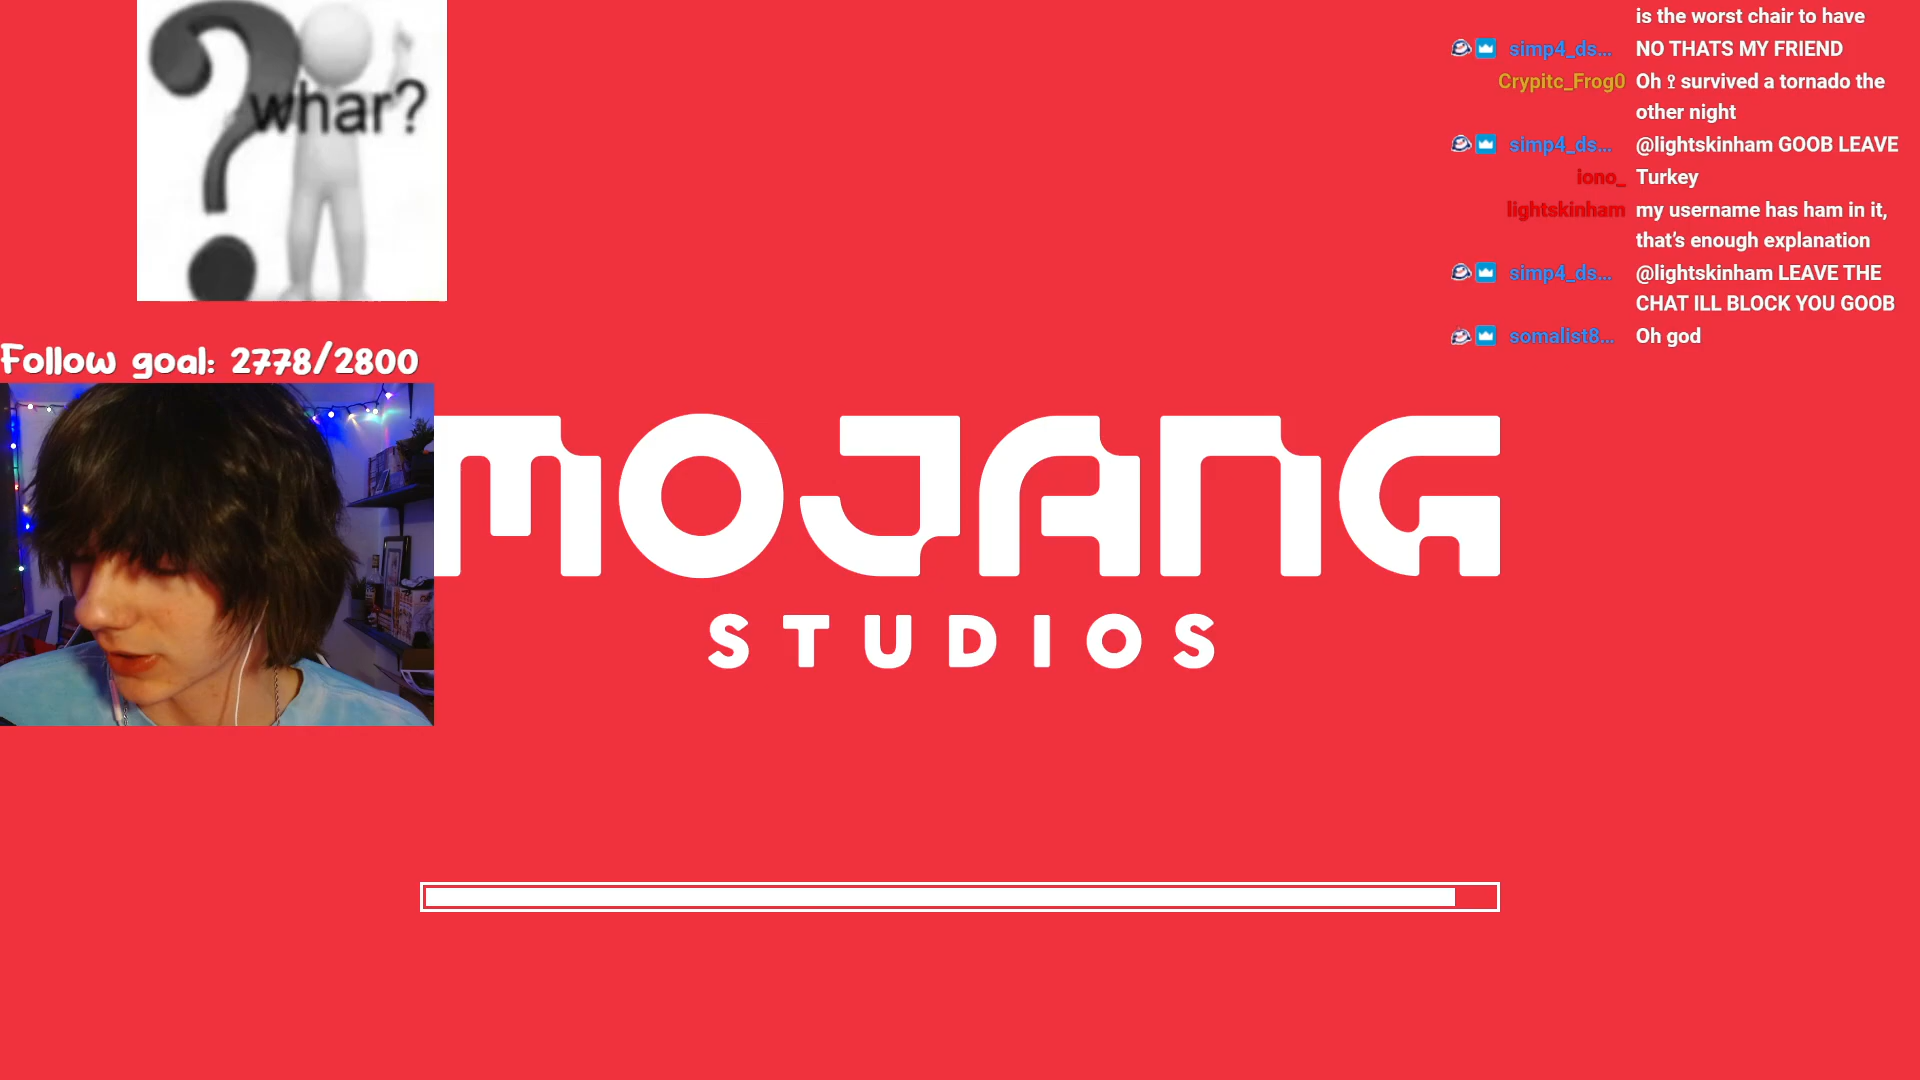 whar?
Follow goal: 2778/2800
MOJANG
STUDIOS
is the worst chair to have
simp4_ds... NO THATS MY FRIEND
Crypitc_Frog0 Oh I survived a tornado the
other night
simp4_ds... @lightskinham GOOB LEAVE
iono_ Turkey
lightskinham my username has ham in it,
that's enough explanation
simp4_ds... @lightskinham LEAVE THE
CHAT ILL BLOCK YOU GOOB
somalist8... Oh god